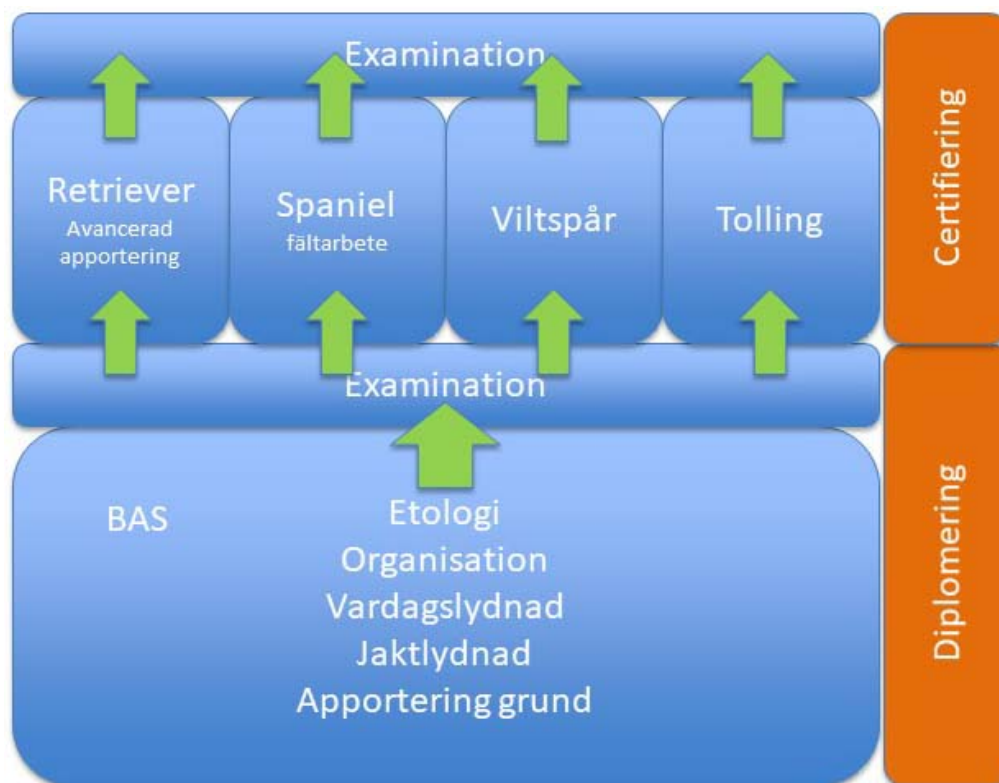 Examination
Retriever
Avancerad
apportering
Spaniel
fältarbete
Viltspår
Tolling
Certifiering
Examination
BAS
Etologi
Organisation
Vardagslydnad
Jaktlydnad
Apportering grund
Diplomering